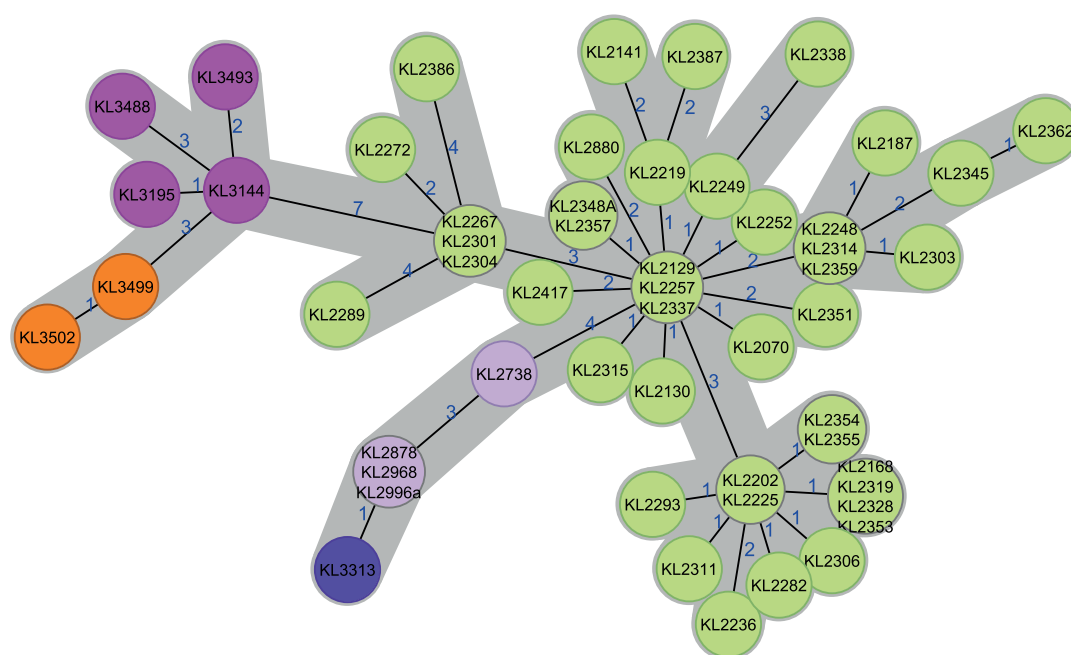 KL2141
KL2387
KL2338
KL2386
KL3493
KL3488
2
2
3
KL2362
3
2
KL2880
KL2187
1
KL2272
4
KL2219
KL2249
KL2345
KL3195
1
KL3144
2
1
2
KL2348A
KL2357
2
1
1
KL2252
KL2248
KL2314
KL2359
7
KL2267
KL2301
KL2304
1
1
1
KL2303
3
3
2
4
KL2129
KL2257
KL2337
KL3499
2
KL2417
2
1
KL2289
KL2351
KL3502
4
1
1
1
KL2070
KL2315
KL2738
3
KL2130
3
KL2354
KL2355
KL2878
KL2968
KL2996a
1
KL2168
KL2319
KL2328
KL2353
KL2202
KL2225
1
1
KL2293
1
1
1
1
2
KL3313
KL2311
KL2306
KL2282
KL2236